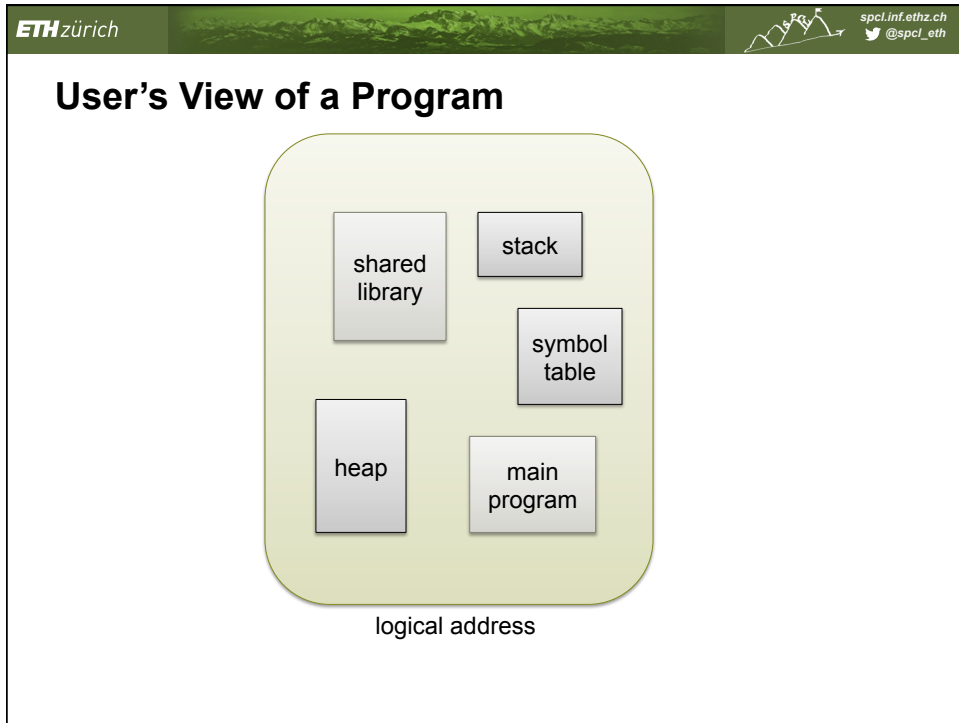 ETH zürich
SPCL
spcl.inf.ethz.ch
@spcl_eth
User's View of a Program
shared
library
stack
symbol
table
heap
main
program
logical address